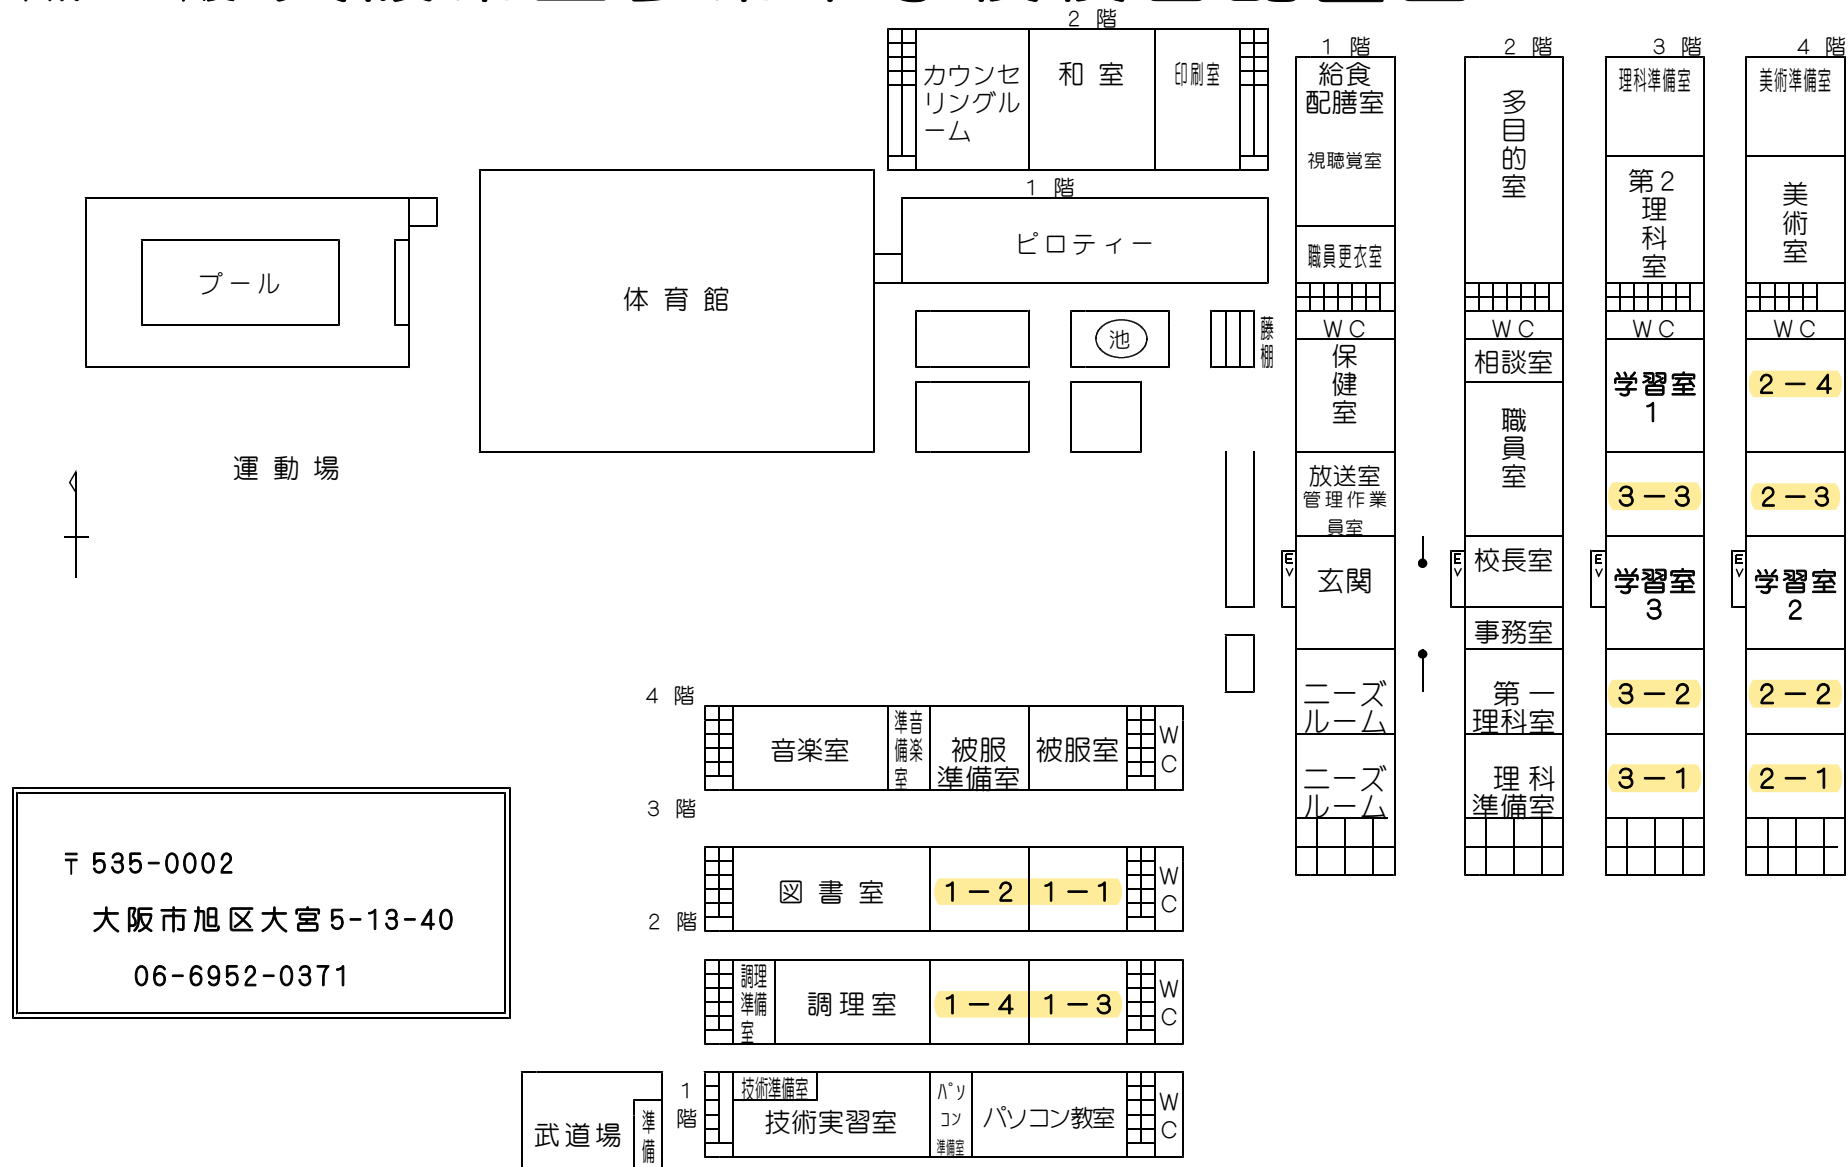 2 階
カウンセ
リングル
ーム
和 室
印刷室
1 階
ピロティー
プール
体 育 館
池
藤
棚
運 動 場
1 階
給食
配膳室
視聴覚室
職員更衣室
WC
保
健
室
放送室
管理作業
員室
EV
玄関
ニーズ
ルーム
ニーズ
ルーム
2 階
多
目
的
室
WC
相談室
職
員
室
EV
校長室
事務室
第 一
理科室
理 科
準備室
3 階
理科準備室
第2
理
科
室
WC
学習室
1
3-3
EV
学習室
3
3-2
3-1
4 階
美術準備室
美
術
室
WC
2-4
2-3
EV
学習室
2
2-2
2-1
4 階
音楽室
音楽
準備室
被服
準備室
被服室
WC
3 階
図 書 室
1-2
1-1
WC
2 階
調理
準備
室
調 理 室
1-4
1-3
WC
1
階
技術準備室
技術実習室
パソ
コン
準備室
パソコン教室
WC
武道場
準
備
〒535-0002
大阪市旭区大宮5-13-40
06-6952-0371